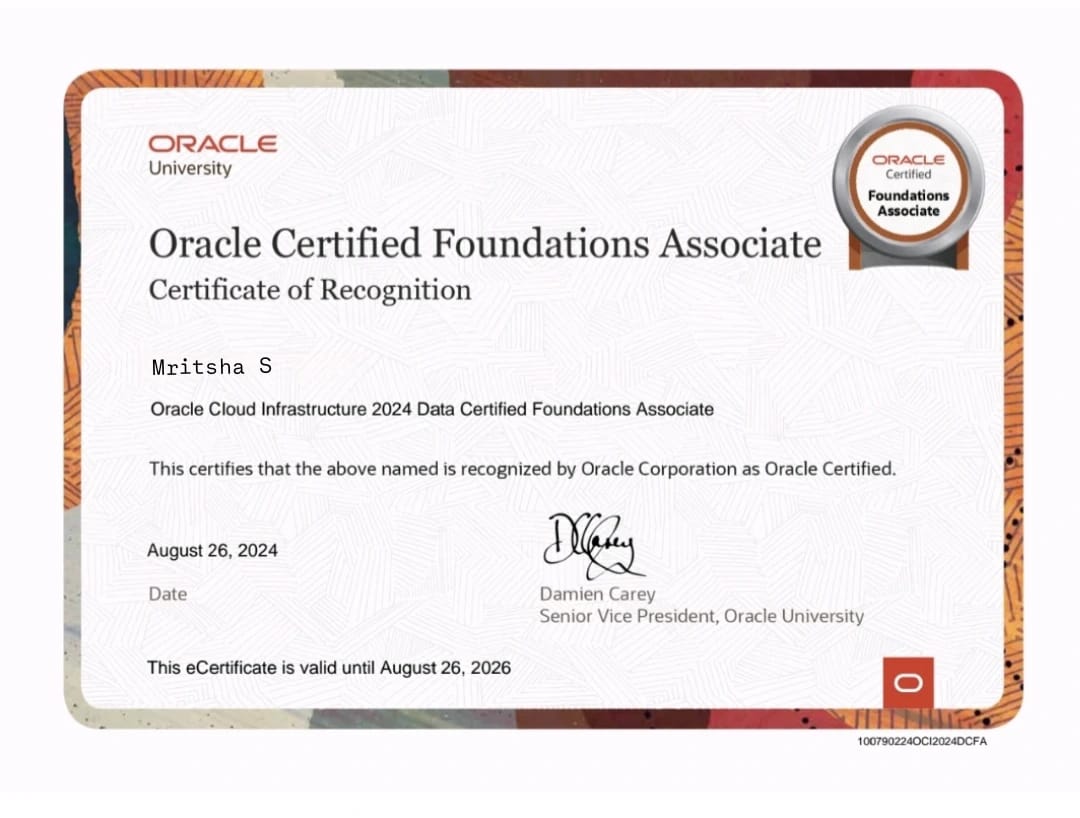 ORACLE
University
ORACLE
Certified
Foundations
Associate
Oracle Certified Foundations Associate
Certificate of Recognition
Mritsha S
Oracle Cloud Infrastructure 2024 Data Certified Foundations Associate
This certifies that the above named is recognized by Oracle Corporation as Oracle Certified.
DCarey
August 26, 2024
Date
Damien Carey
Senior Vice President, Oracle University
This eCertificate is valid until August 26, 2026
100790224OCI2024DCFA